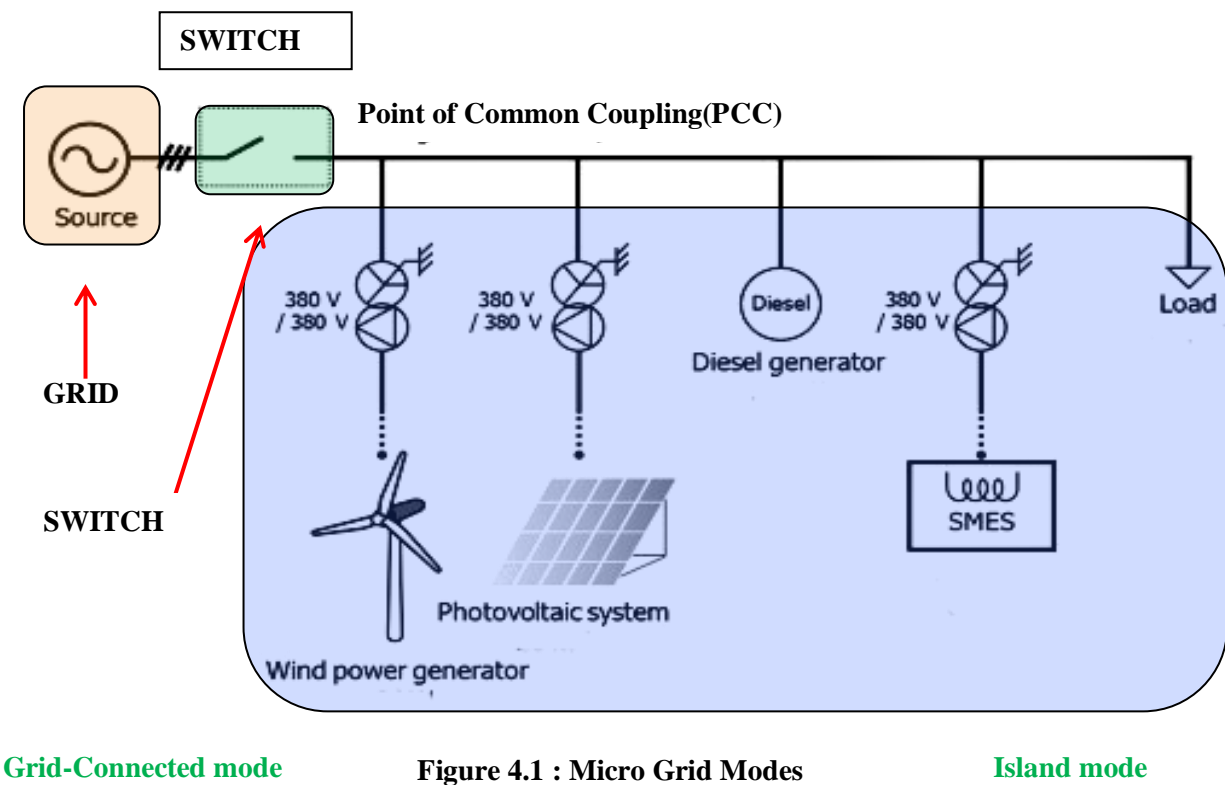 SWITCH
Point of Common Coupling(PCC)
Source
380 V
/ 380 V
380 V
/ 380 V
Diesel
Diesel generator
380 V
/ 380 V
Load
GRID
SWITCH
SMES
Photovoltaic system
Wind power generator
Grid-Connected mode
Figure 4.1 : Micro Grid Modes
Island mode